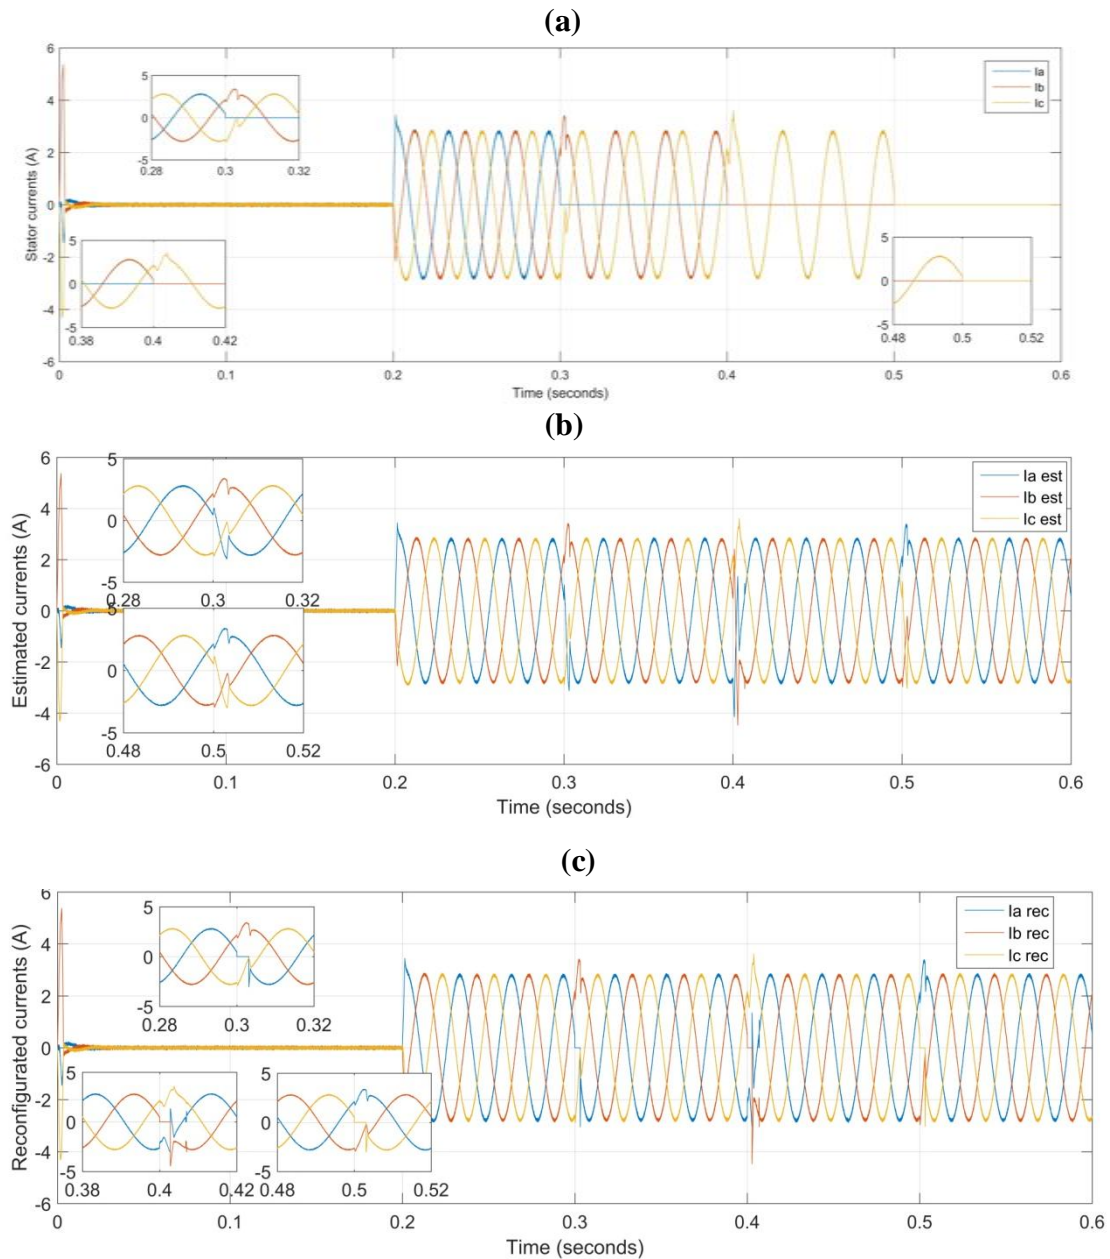 (a)
6
4
2
0
-2
-4
-6
Stator currents (A)
5
0
-5
0.28 0.3 0.32
Ia
Ib
Ic
5
0
-5
0.38 0.4 0.42
5
0
-5
0.48 0.5 0.52
0 0.1 0.2 0.3 0.4 0.5 0.6
Time (seconds)
(b)
6
4
2
0
-2
-4
-6
Estimated currents (A)
5
0
-5
0.28 0.3 0.32
5
0
-5
0.48 0.5 0.52
Ia est
Ib est
Ic est
0 0.1 0.2 0.3 0.4 0.5 0.6
Time (seconds)
(c)
6
4
2
0
-2
-4
-6
Reconfigurated currents (A)
5
0
-5
0.28 0.3 0.32
Ia rec
Ib rec
Ic rec
5
0
-5
0.38 0.4 0.42
5
0
-5
0.48 0.5 0.52
0 0.1 0.2 0.3 0.4 0.5 0.6
Time (seconds)